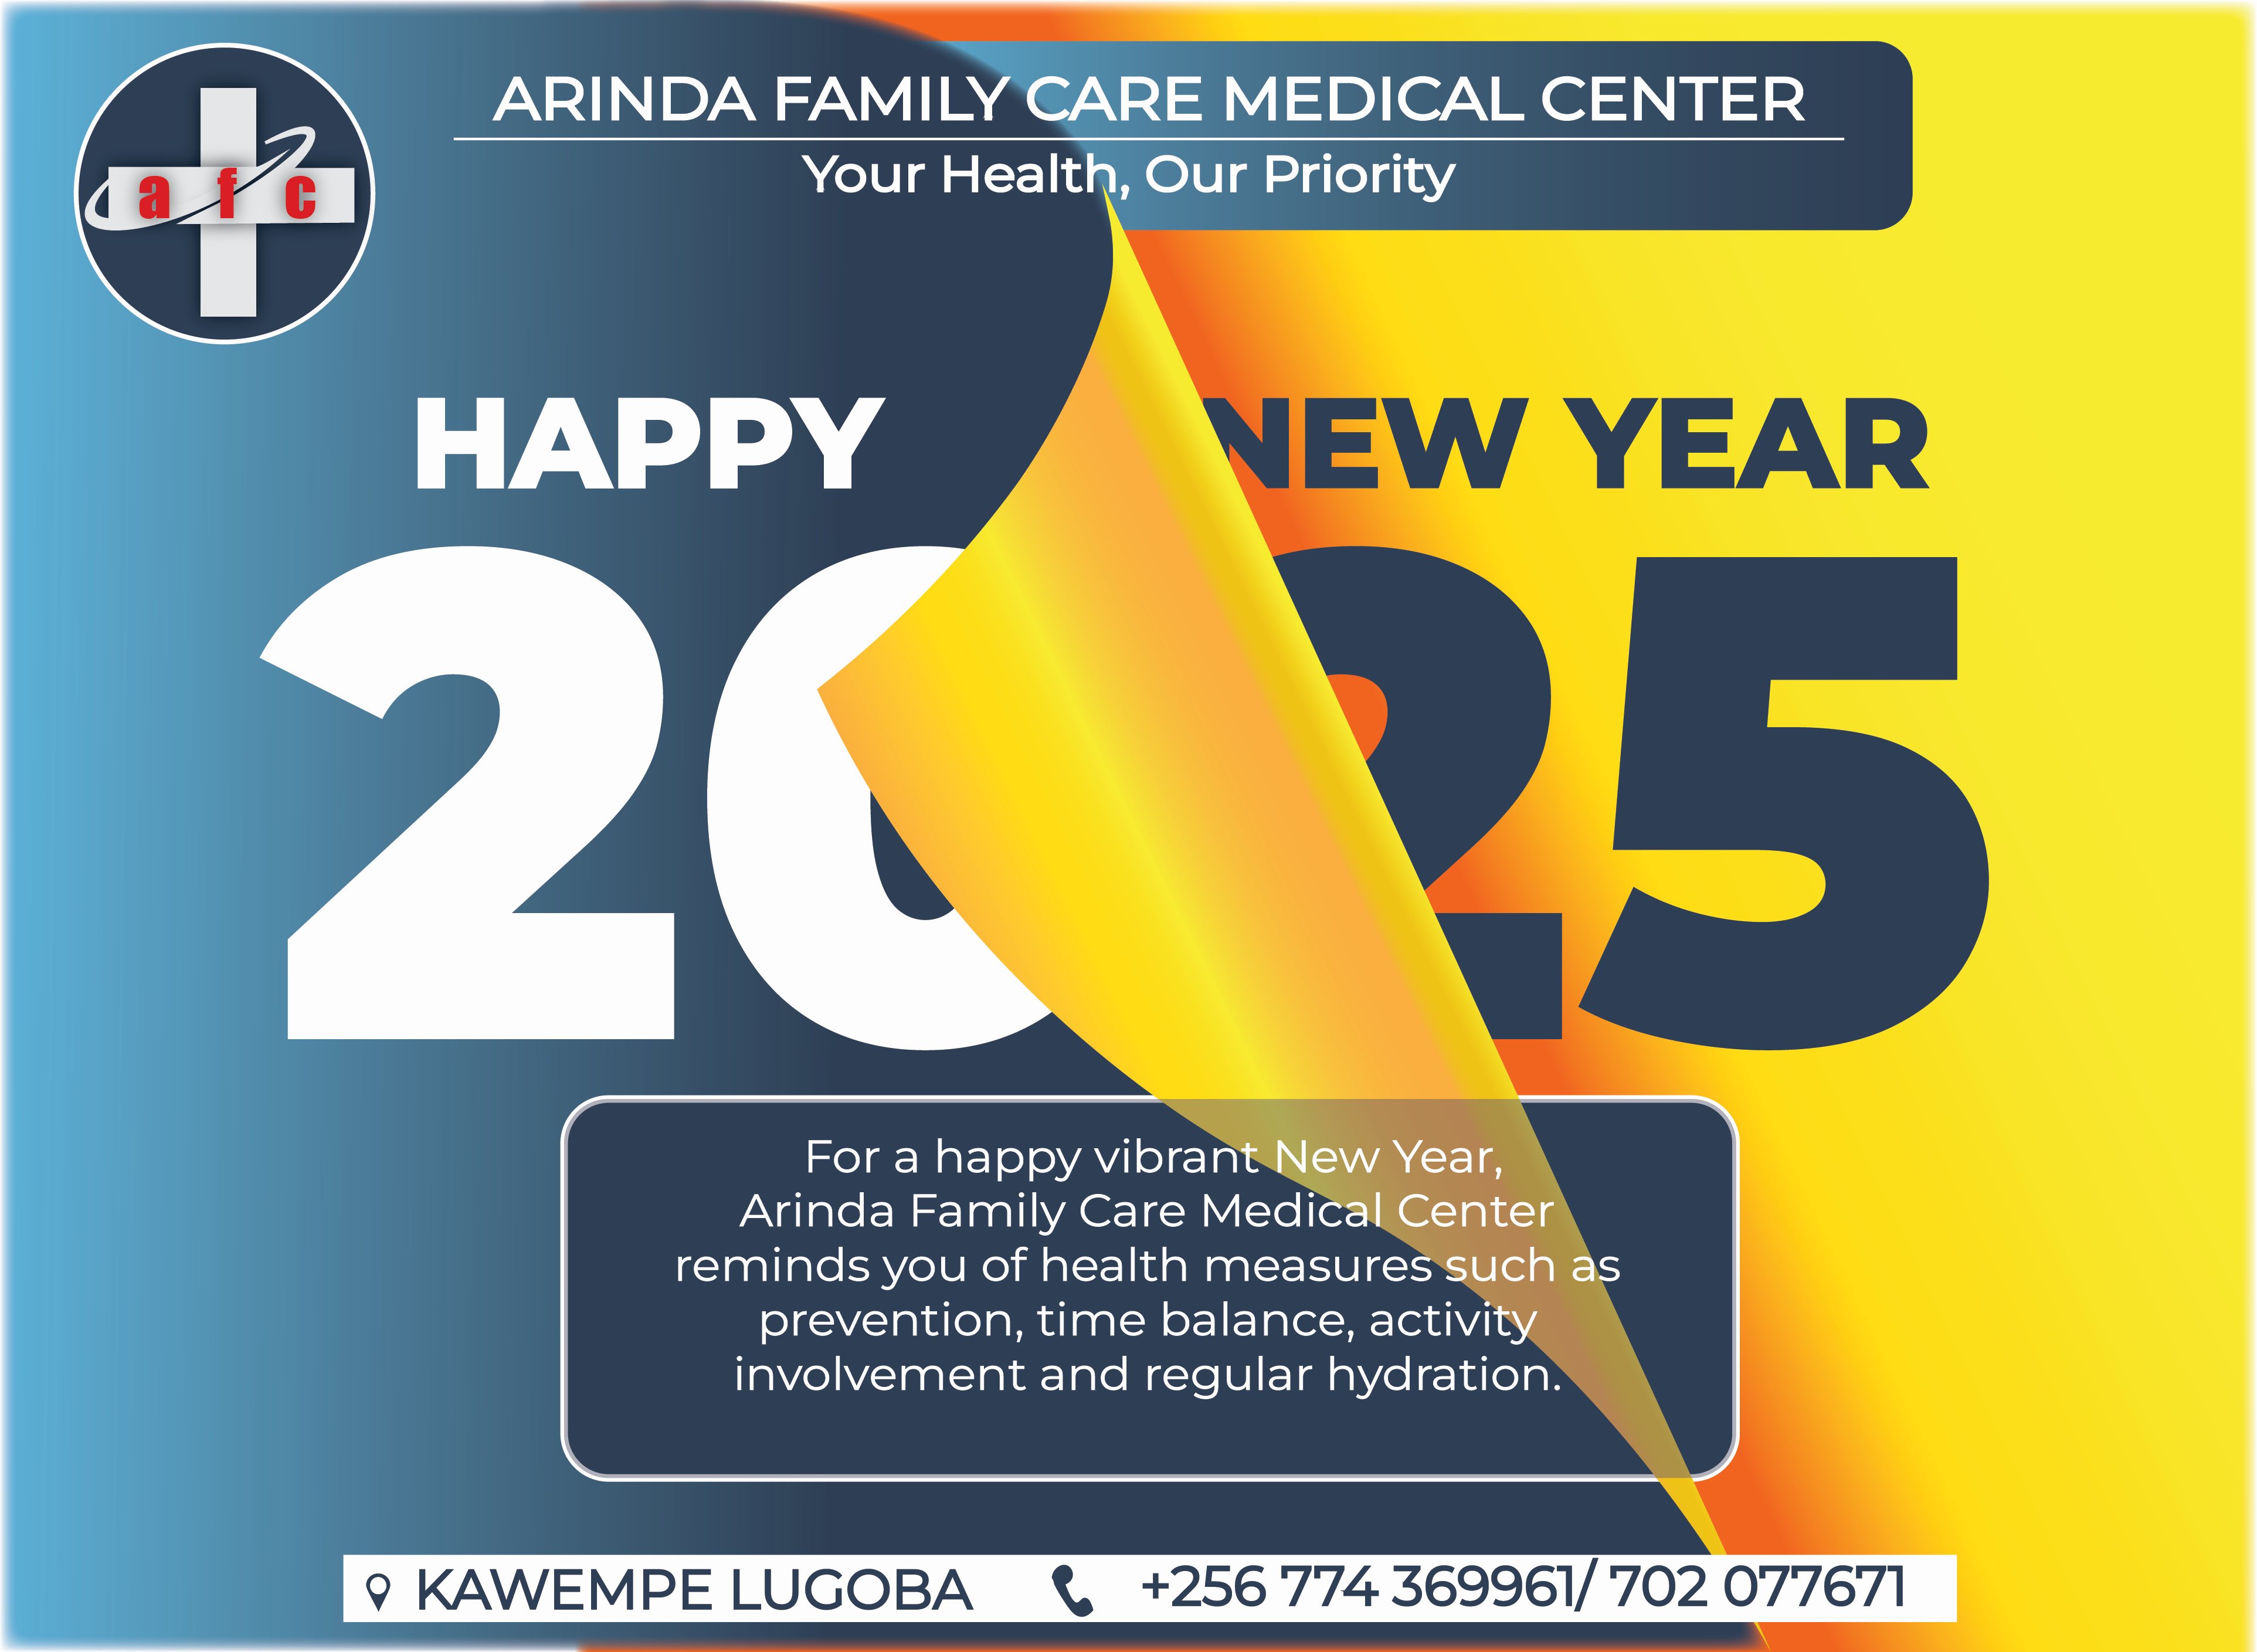 ARINDA FAMILY CARE MEDICAL CENTER
Your Health, Our Priority
a f c
HAPPY NEW YEAR
2025
For a happy vibrant New Year,
Arinda Family Care Medical Center
reminds you of health measures such as
prevention, time balance, activity
involvement and regular hydration.
KAWEMPE LUGOBA +256 774 369961/ 702 077671